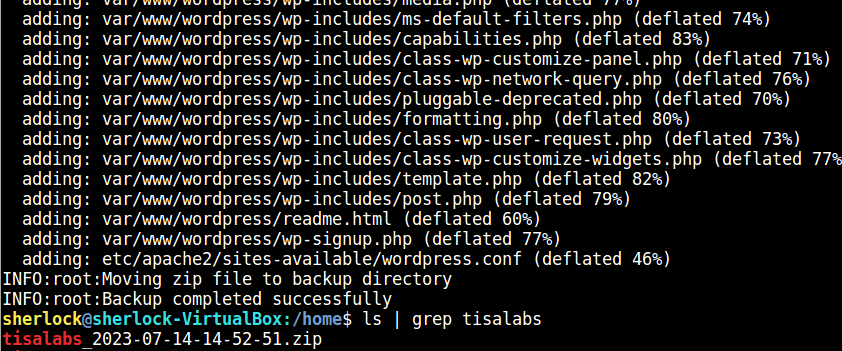 adding: var/www/wordpress/wp-includes/media.php (deflated 77%)
adding: var/www/wordpress/wp-includes/ms-default-filters.php (deflated 74%)
adding: var/www/wordpress/wp-includes/capabilities.php (deflated 83%)
adding: var/www/wordpress/wp-includes/class-wp-customize-panel.php (deflated 71%)
adding: var/www/wordpress/wp-includes/class-wp-network-query.php (deflated 76%)
adding: var/www/wordpress/wp-includes/pluggable-deprecated.php (deflated 70%)
adding: var/www/wordpress/wp-includes/formatting.php (deflated 80%)
adding: var/www/wordpress/wp-includes/class-wp-user-request.php (deflated 73%)
adding: var/www/wordpress/wp-includes/class-wp-customize-widgets.php (deflated 77%
adding: var/www/wordpress/wp-includes/template.php (deflated 82%)
adding: var/www/wordpress/wp-includes/post.php (deflated 79%)
adding: var/www/wordpress/readme.html (deflated 60%)
adding: var/www/wordpress/wp-signup.php (deflated 77%)
adding: etc/apache2/sites-available/wordpress.conf (deflated 46%)
INFO:root:Moving zip file to backup directory
INFO:root:Backup completed successfully
sherlock@sherlock-VirtualBox:/home$ ls | grep tisalabs
tisalabs_2023-07-14-14-52-51.zip